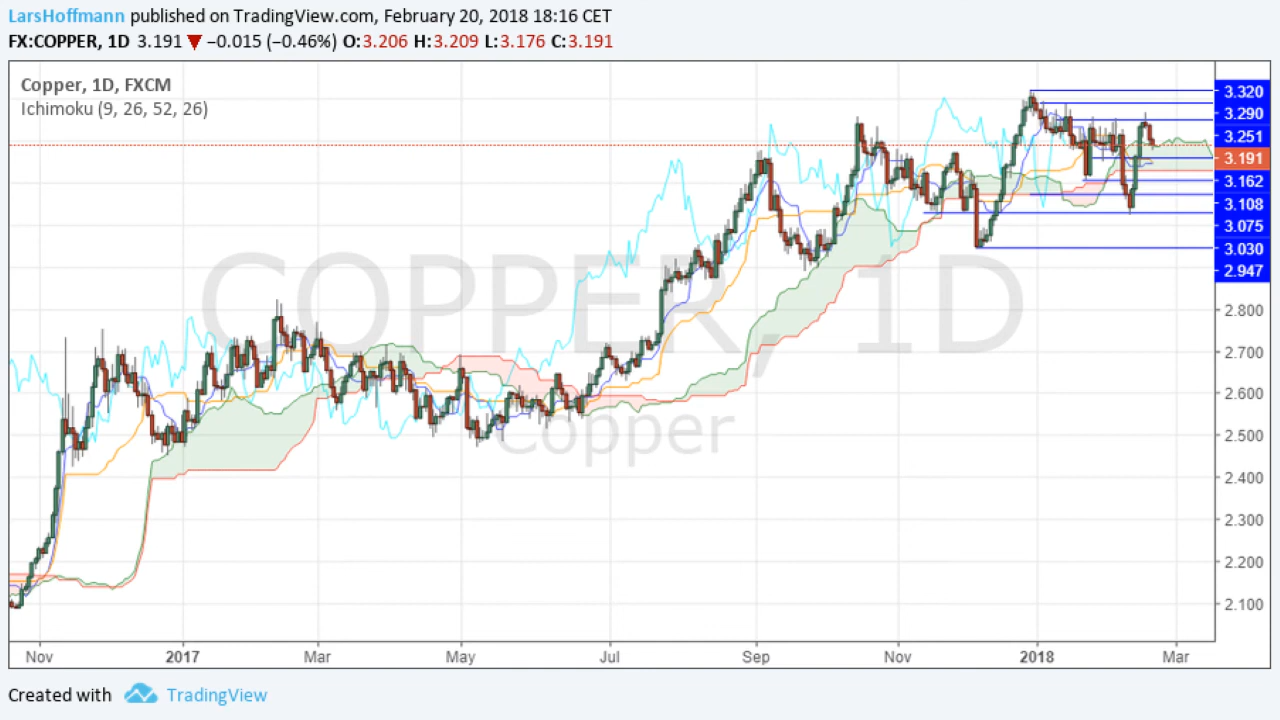 LarsHoffmann published on TradingView.com, February 20, 2018 18:16 CET
FX:COPPER, 1D 3.191 ▼ −0.015 (−0.46%) O:3.206 H:3.209 L:3.176 C:3.191
Copper, 1D, FXCM
Ichimoku (9, 26, 52, 26)
COPPER, 1D
Copper
3.320
3.290
3.251
3.191
3.162
3.108
3.075
3.030
2.947
2.800
2.700
2.600
2.500
2.400
2.300
2.200
2.100
Nov 2017 Mar May Jul Sep Nov 2018 Mar
Created with TradingView